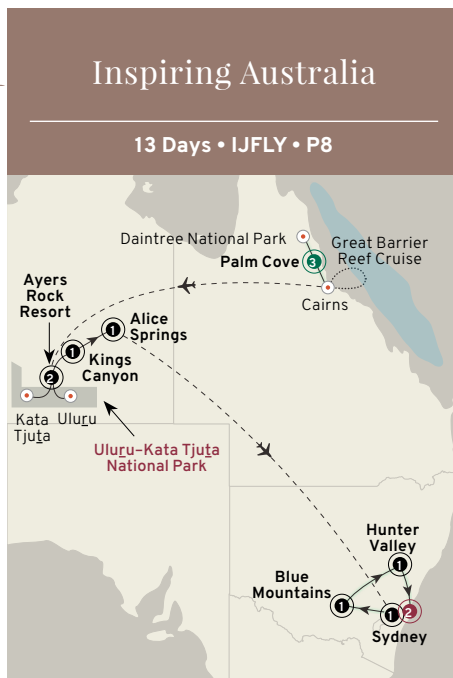 Inspiring Australia
13 Days • IJFLY • P8
Daintree National Park
Great Barrier
Reef Cruise
Palm Cove
3
Cairns
Ayers
Rock
Resort
Alice
Springs
1
Kings
Canyon
1
2
Kata
Tjuṯa
Uluṟu
Uluṟu–Kata Tjuṯa
National Park
Hunter
Valley
1
Blue
Mountains
1
1
2
Sydney